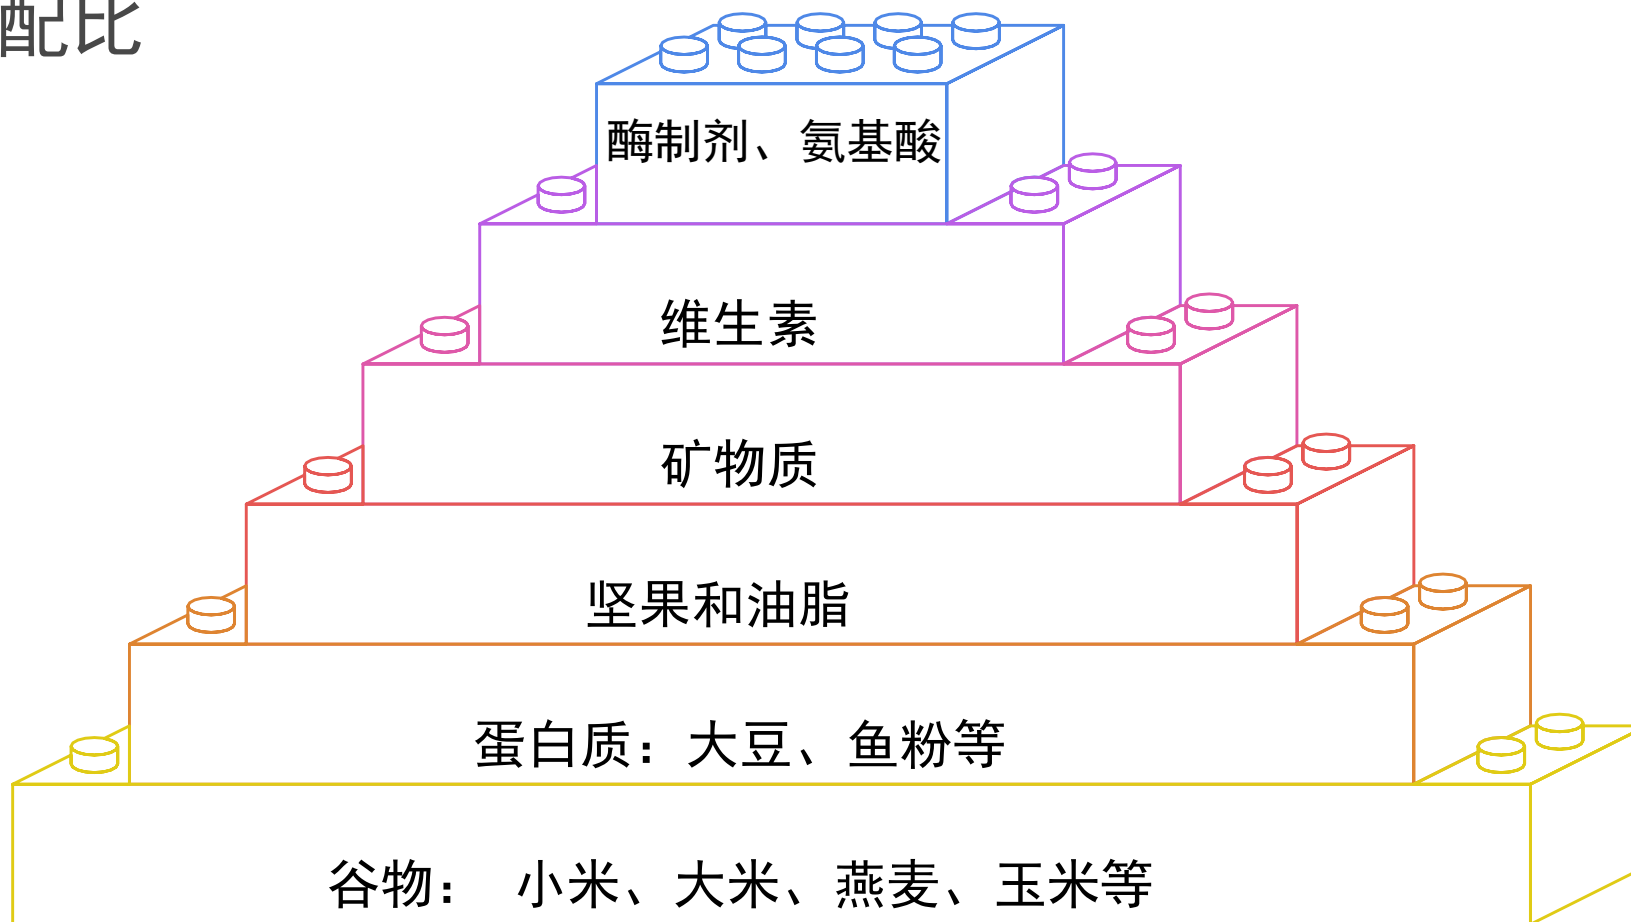 配比
酶制剂、氨基酸
维生素
矿物质
坚果和油脂
蛋白质：大豆、鱼粉等
谷物： 小米、大米、燕麦、玉米等